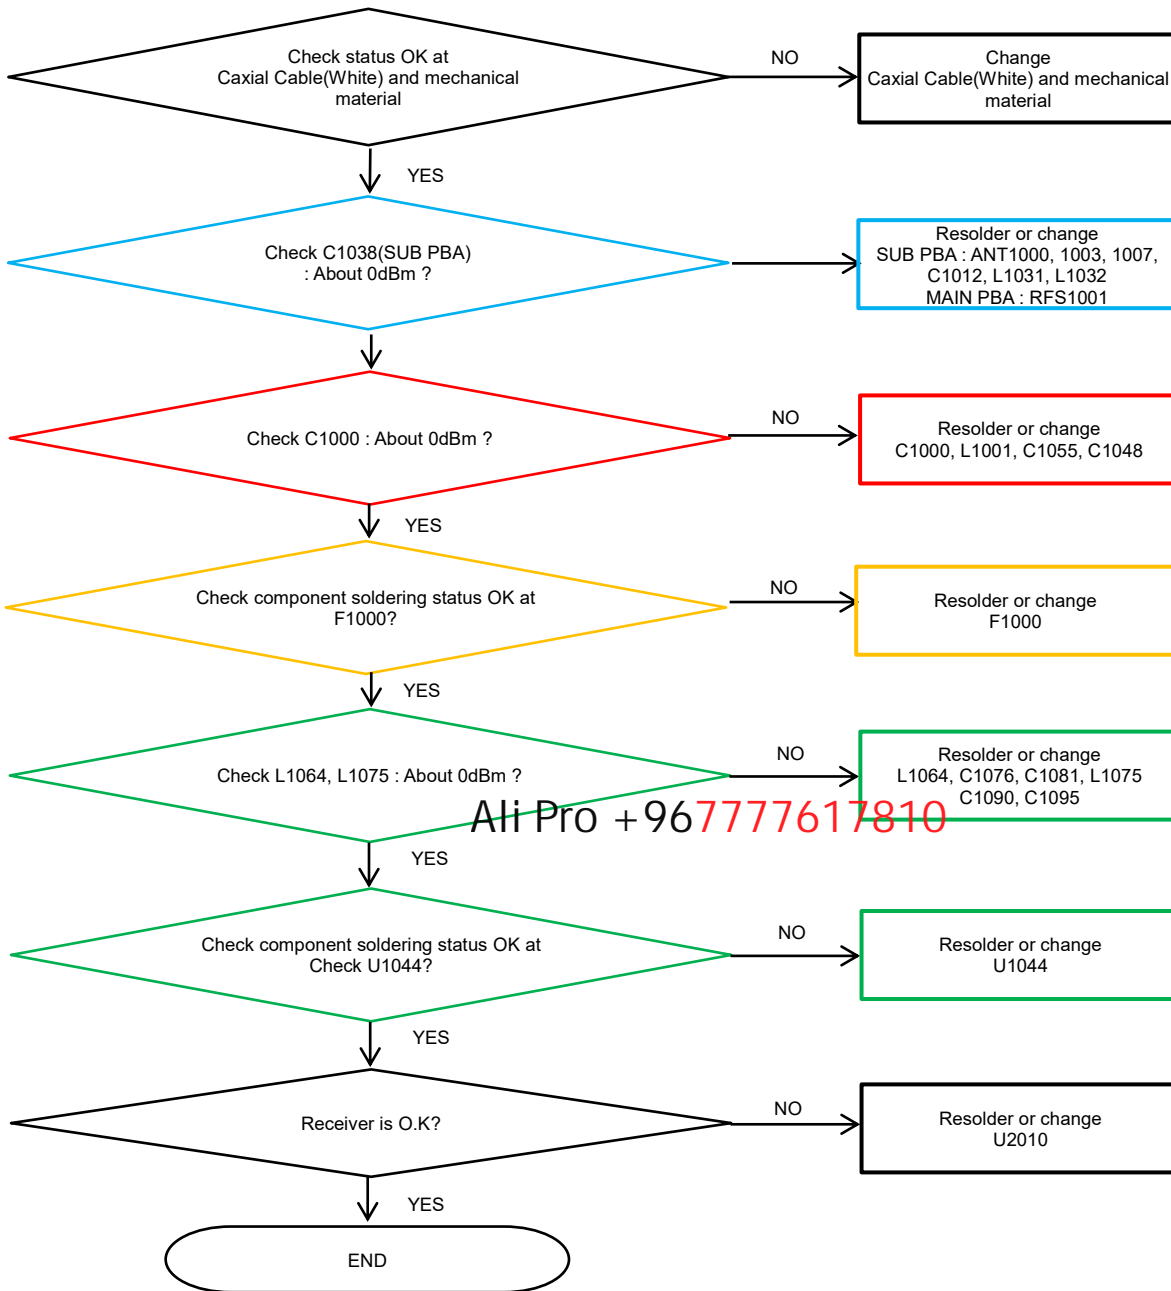 Check status OK at
Caxial Cable(White) and mechanical
material
NO
Change
Caxial Cable(White) and mechanical
material
YES
Check C1038(SUB PBA)
: About 0dBm ?
Resolder or change
SUB PBA : ANT1000, 1003, 1007,
C1012, L1031, L1032
MAIN PBA : RFS1001
Check C1000 : About 0dBm ?
NO
Resolder or change
C1000, L1001, C1055, C1048
YES
Check component soldering status OK at
F1000?
NO
Resolder or change
F1000
YES
Check L1064, L1075 : About 0dBm ?
NO
Resolder or change
L1064, C1076, C1081, L1075
C1090, C1095
Ali Pro +967777617810
YES
Check component soldering status OK at
Check U1044?
NO
Resolder or change
U1044
YES
Receiver is O.K?
NO
Resolder or change
U2010
YES
END